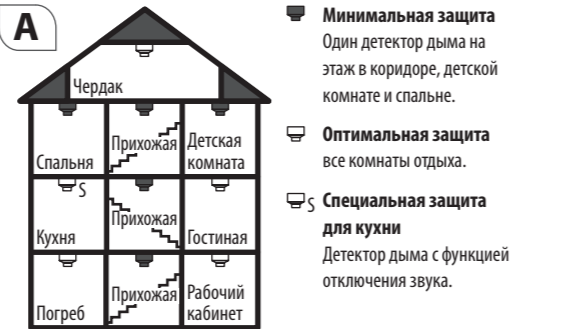 A
Чердак
Спальня
Прихожая
Детская
комната
S
Кухня
Прихожая
Гостиная
Погреб
Прихожая
Рабочий
кабинет
Минимальная защита
Один детектор дыма на
этаж в коридоре, детской
комнате и спальне.
Оптимальная защита
все комнаты отдыха.
S Специальная защита
для кухни
Детектор дыма с функцией
отключения звука.